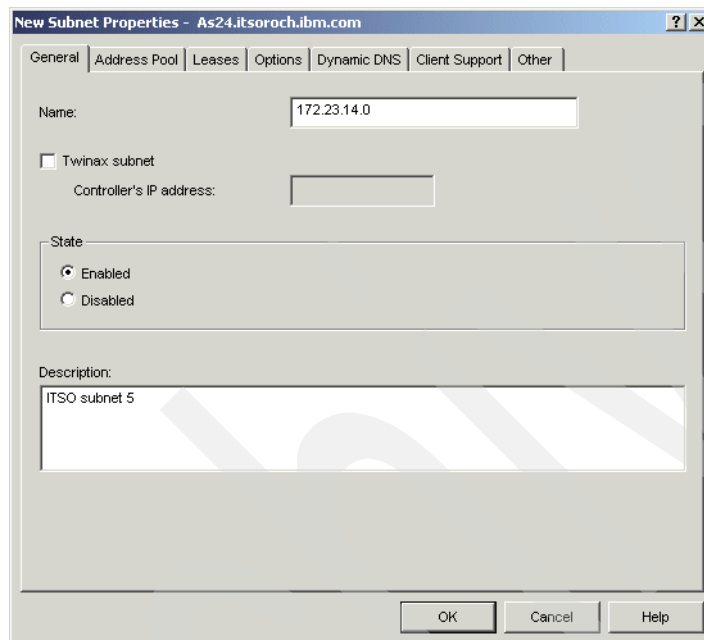 New Subnet Properties - As24.itsoroch.ibm.com
General Address Pool Leases Options Dynamic DNS Client Support Other
Name: 172.23.14.0
Twinax subnet
Controller's IP address:
State
Enabled
Disabled
Description:
ITSO subnet 5
OK Cancel Help